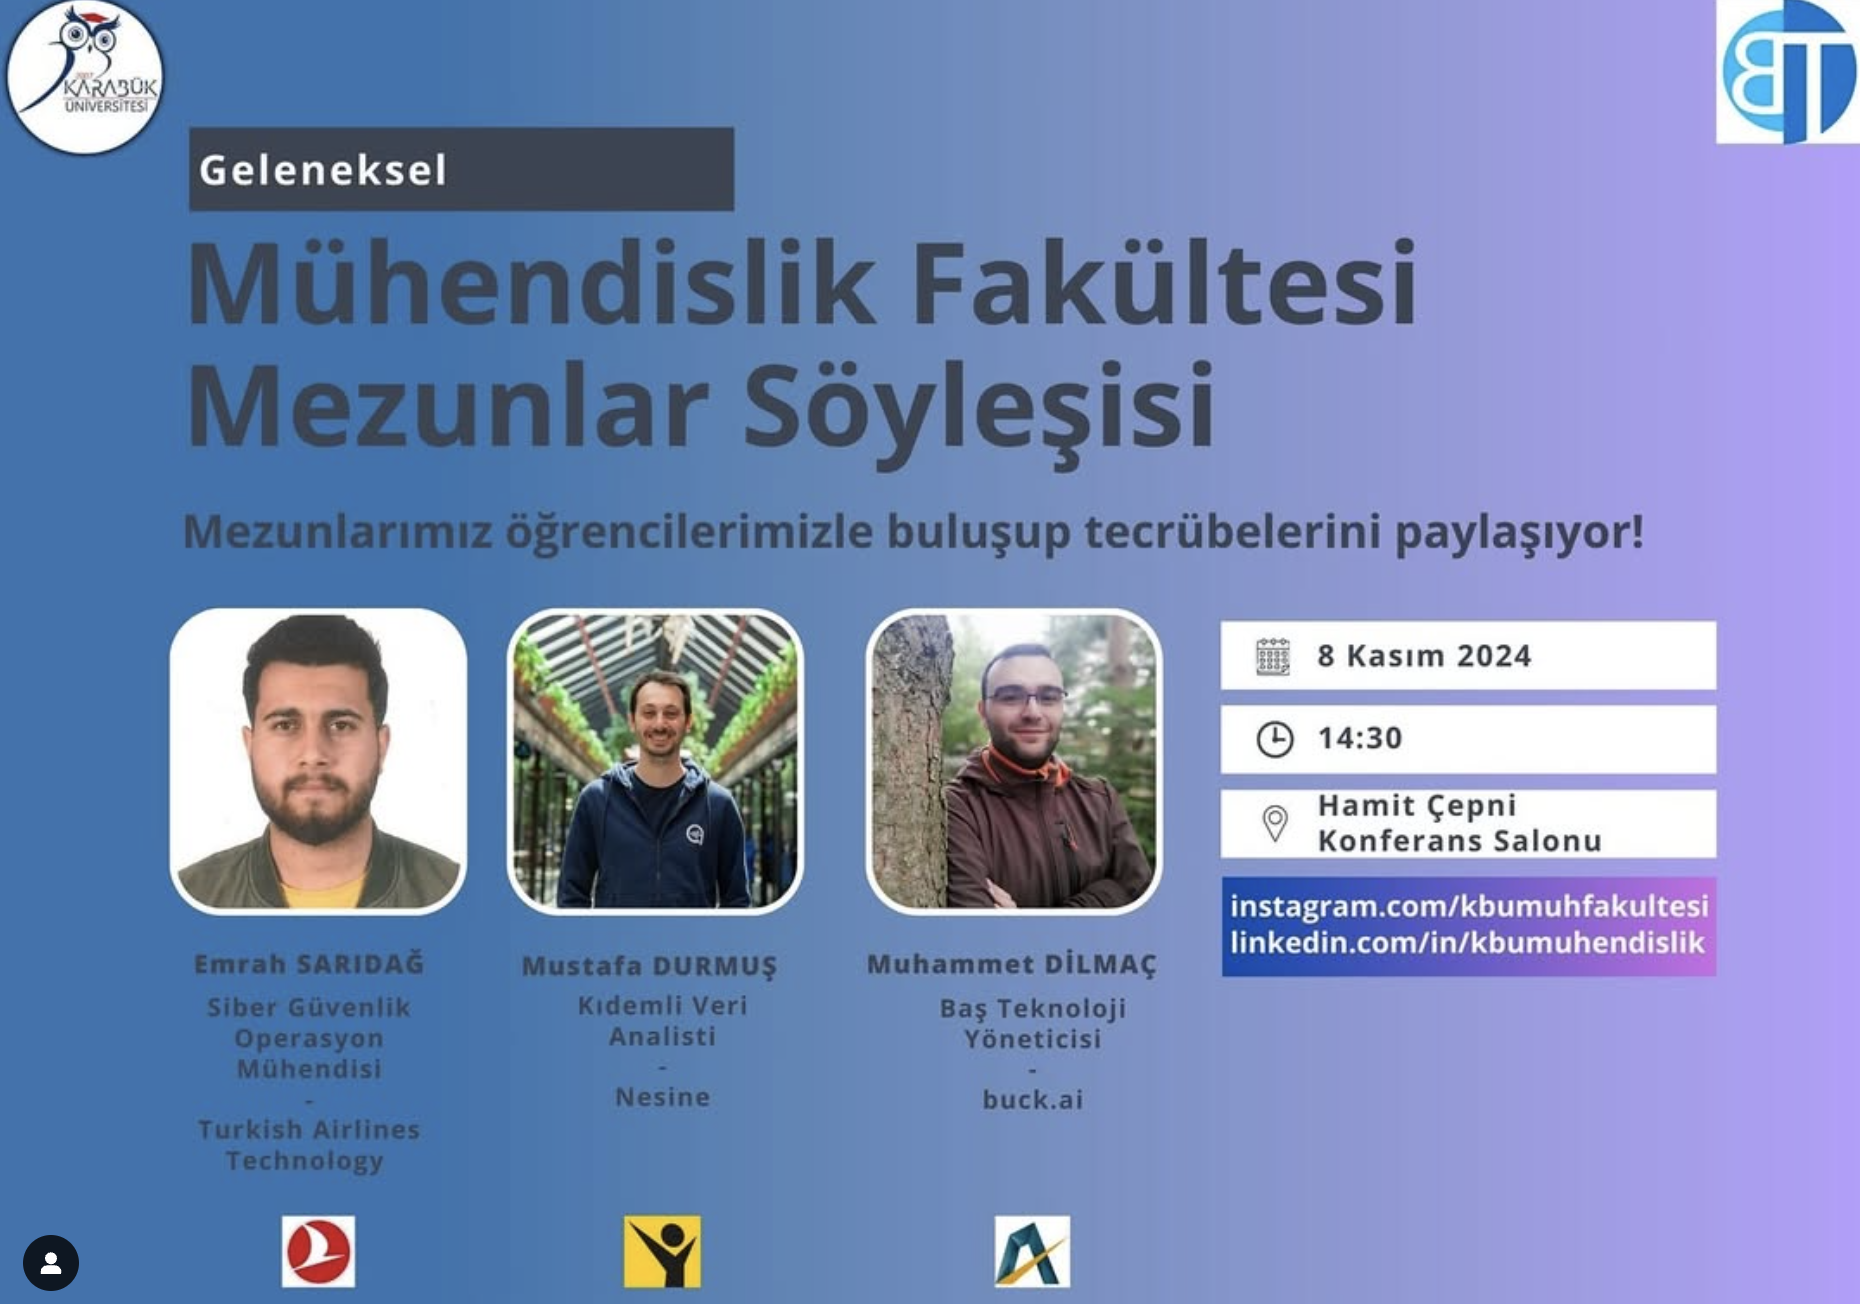 KARABÜK
ÜNİVERSİTESİ
BT
Geleneksel
Mühendislik Fakültesi
Mezunlar Söyleşisi
Mezunlarımız öğrencilerimizle buluşup tecrübelerini paylaşıyor!
Emrah SARIDAĞ
Siber Güvenlik
Operasyon
Mühendisi
-
Turkish Airlines
Technology
Mustafa DURMUŞ
Kıdemli Veri
Analisti
-
Nesine
Muhammet DİLMAÇ
Baş Teknoloji
Yöneticisi
-
buck.ai
8 Kasım 2024
14:30
Hamit Çepni
Konferans Salonu
instagram.com/kbumuhfakultesi
linkedin.com/in/kbumuhendislik